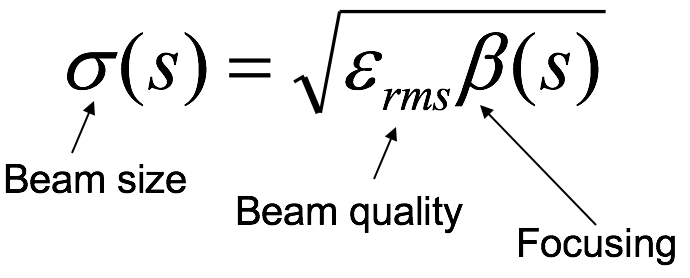 σ(s) = √ε_rms β(s)
Beam size
Beam quality
Focusing